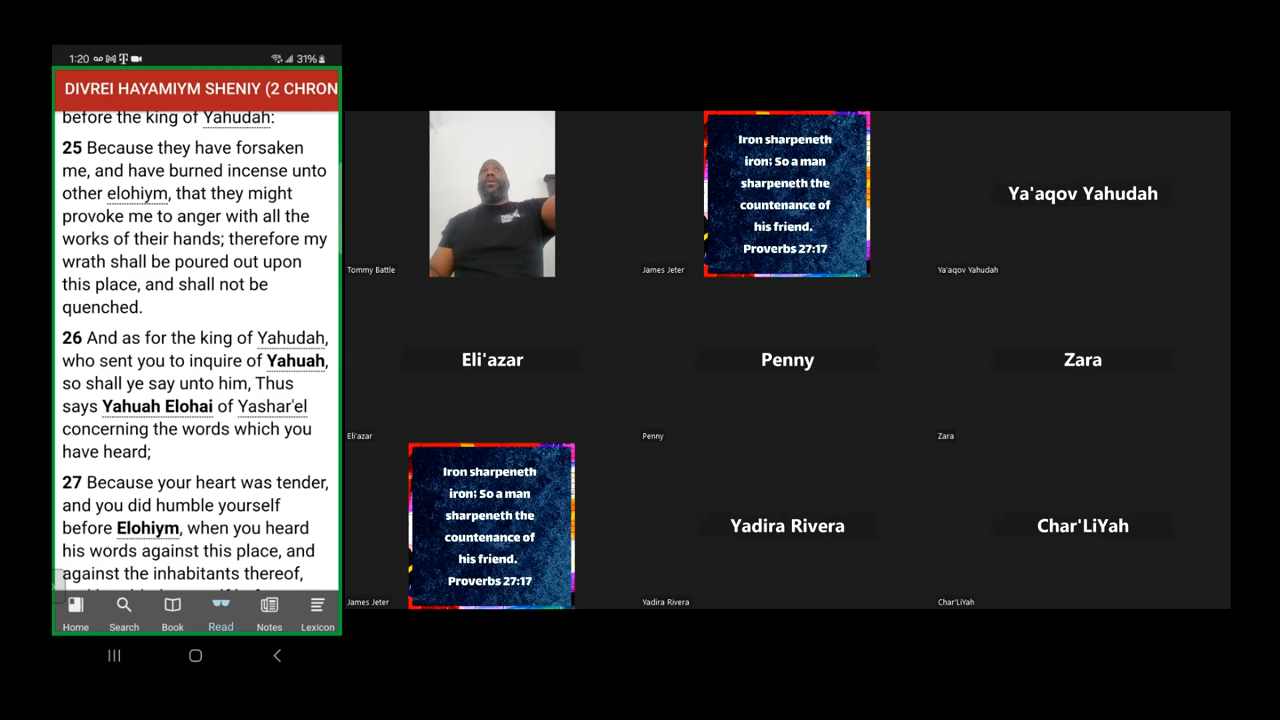 1:20
31%
DIVREI HAYAMIYM SHENIY (2 CHRON
before the king of Yahudah:
25 Because they have forsaken
me, and have burned incense unto
other elohiym, that they might
provoke me to anger with all the
works of their hands; therefore my
wrath shall be poured out upon
this place, and shall not be
quenched.
26 And as for the king of Yahudah,
who sent you to inquire of Yahuah,
so shall ye say unto him, Thus
says Yahuah Elohai of Yashar'el
concerning the words which you
have heard;
27 Because your heart was tender,
and you did humble yourself
before Elohiym, when you heard
his words against this place, and
against the inhabitants thereof,
Home
Search
Book
Read
Notes
Lexicon
Tommy Battle
Iron sharpeneth
iron; So a man
sharpeneth the
countenance of
his friend.
Proverbs 27:17
James Jeter
Ya'aqov Yahudah
Ya'aqov Yahudah
Eli'azar
Eli'azar
Penny
Penny
Zara
Zara
Iron sharpeneth
iron; So a man
sharpeneth the
countenance of
his friend.
Proverbs 27:17
James Jeter
Yadira Rivera
Yadira Rivera
Char'LiYah
Char'LiYah